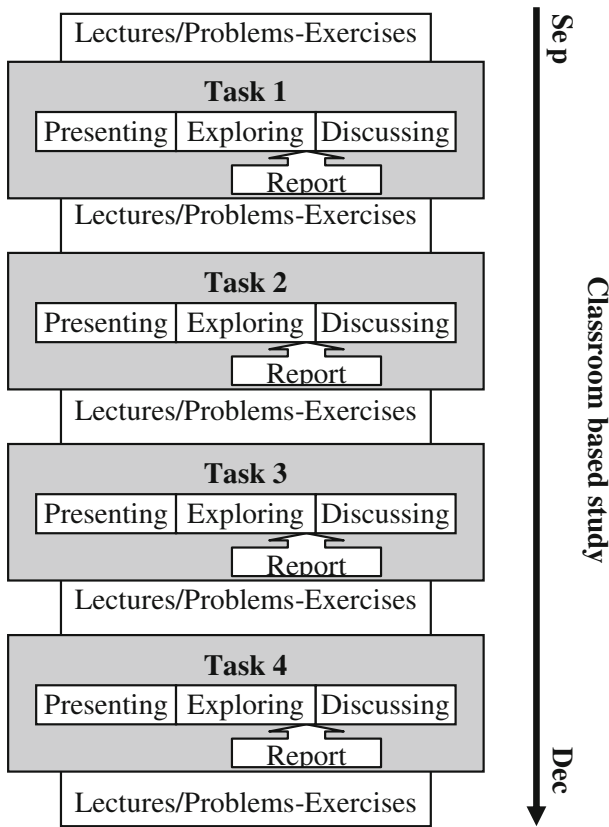 Lectures/Problems-Exercises
Task 1
Presenting Exploring Discussing
Report
Lectures/Problems-Exercises
Task 2
Presenting Exploring Discussing
Report
Lectures/Problems-Exercises
Task 3
Presenting Exploring Discussing
Report
Lectures/Problems-Exercises
Task 4
Presenting Exploring Discussing
Report
Lectures/Problems-Exercises
Sep
Classroom based study
Dec